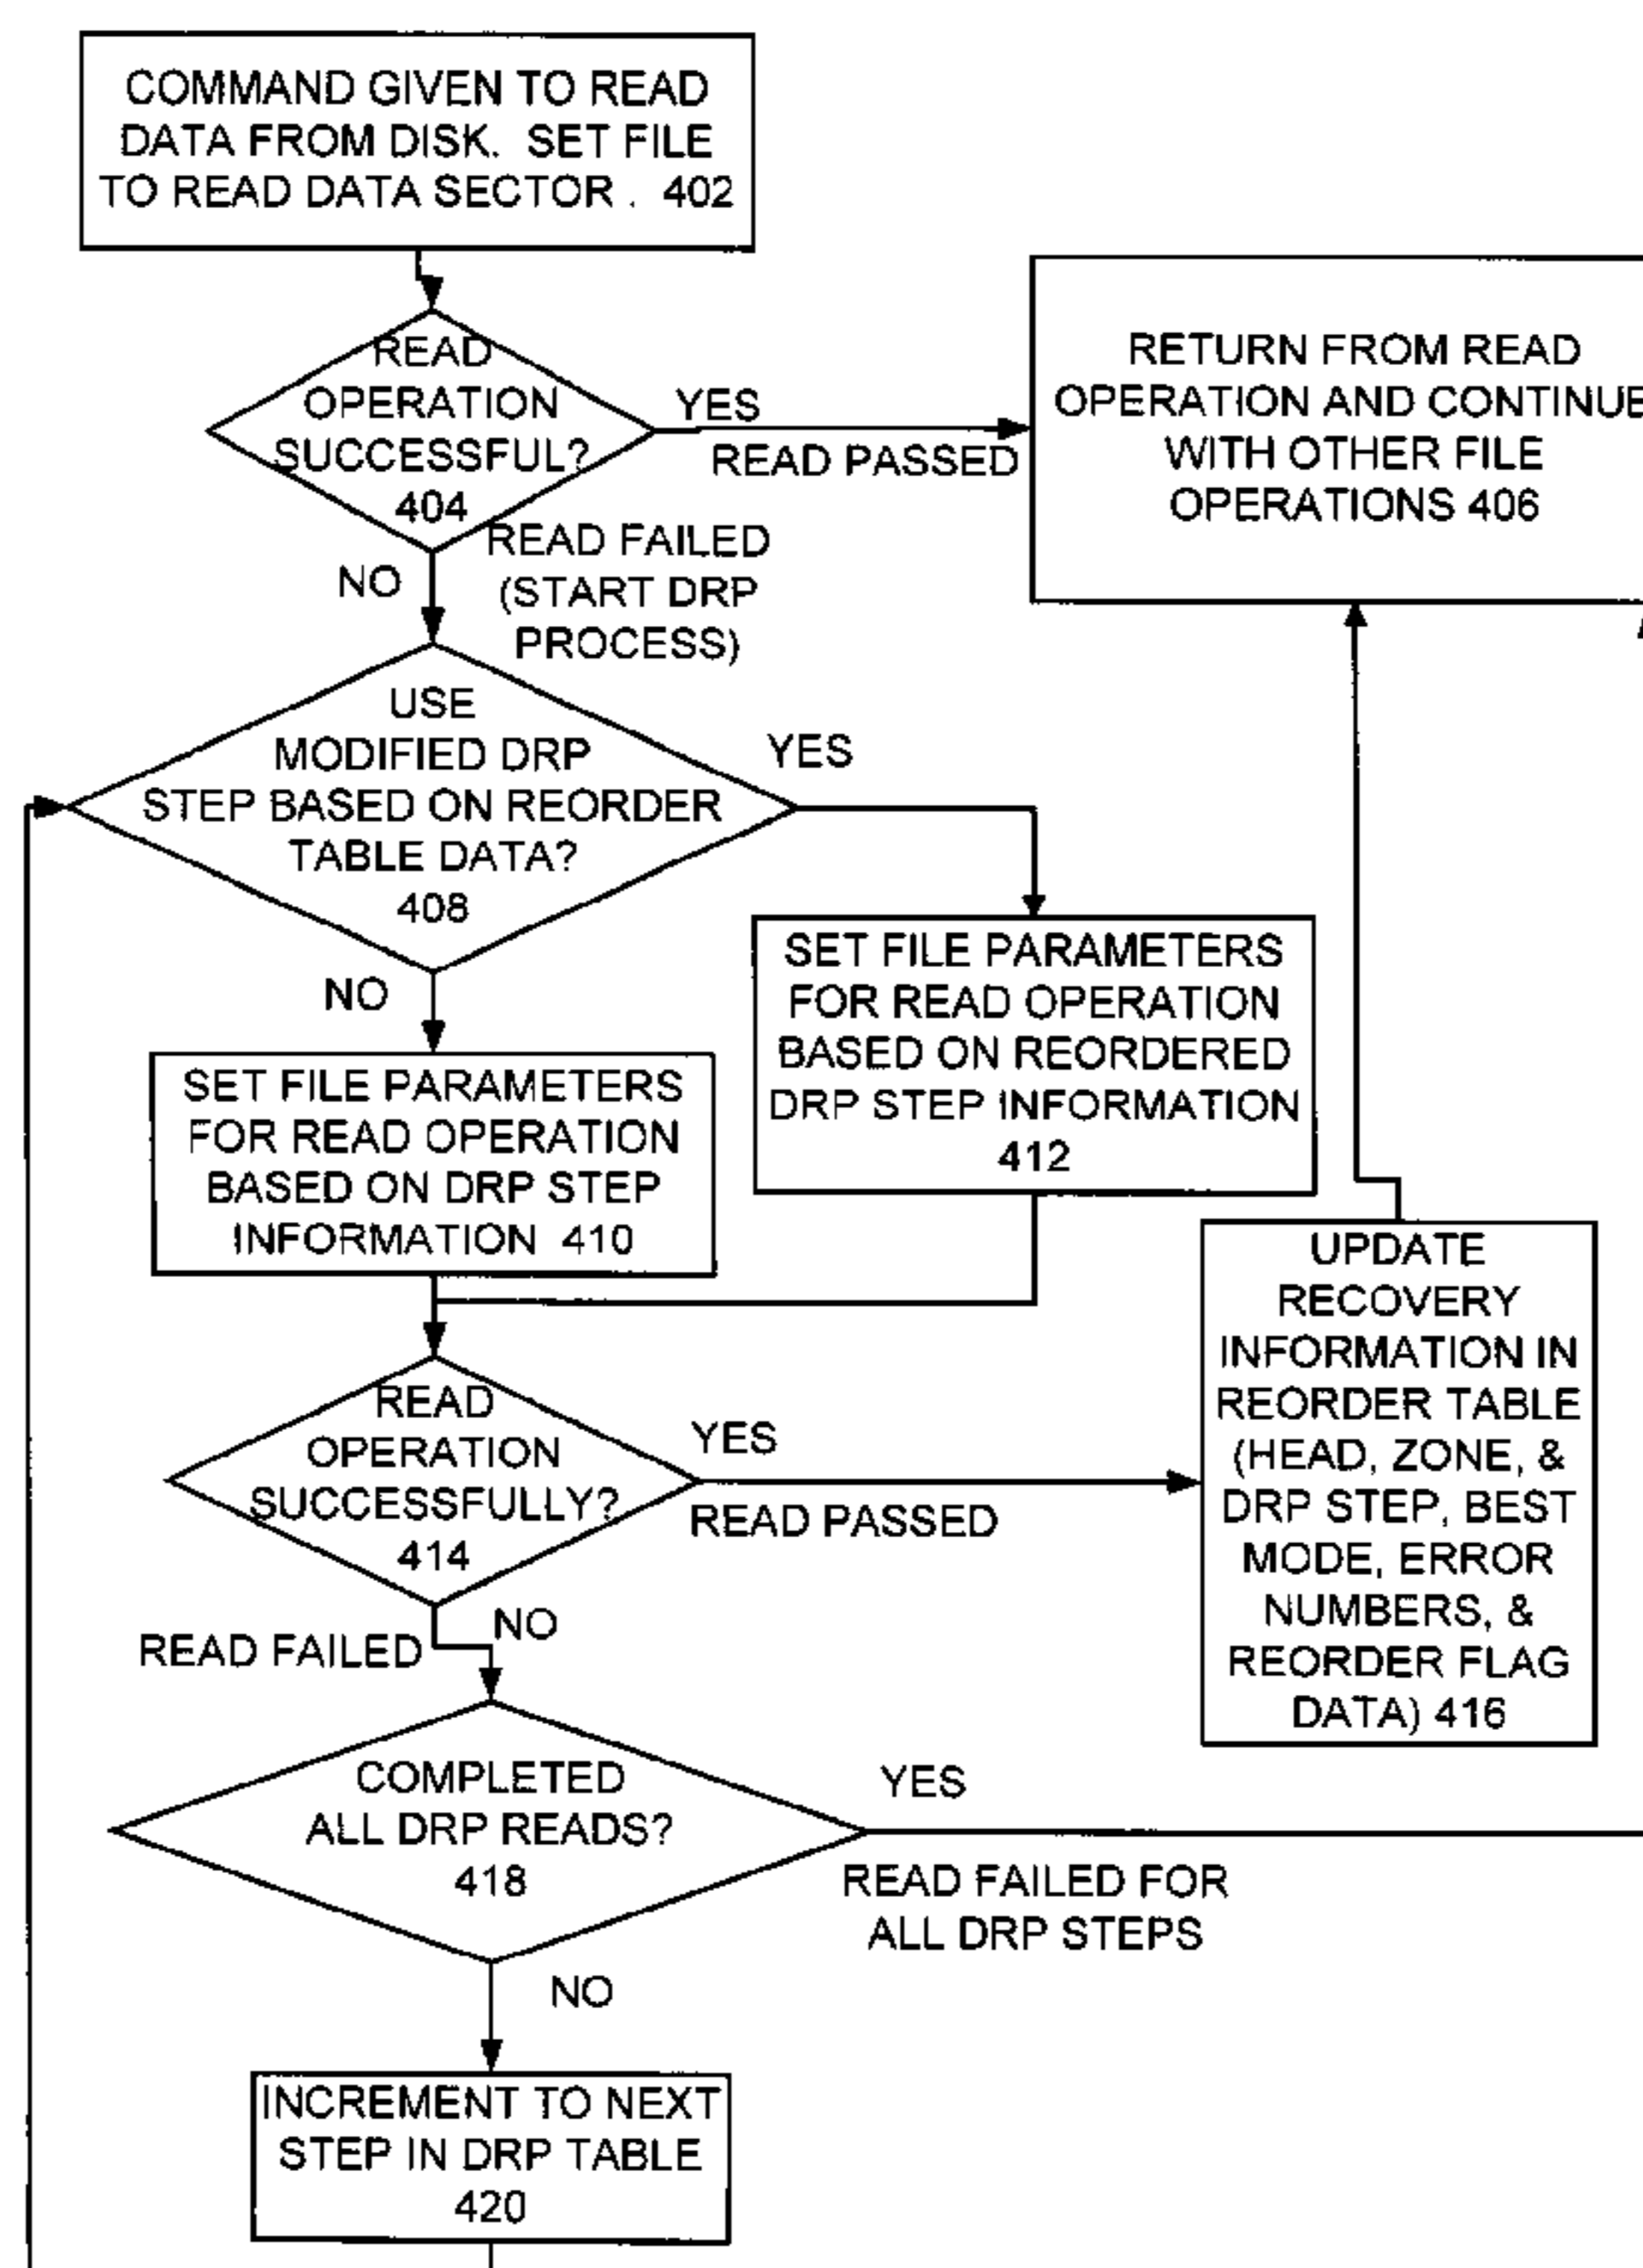 COMMAND GIVEN TO READ
DATA FROM DISK. SET FILE
TO READ DATA SECTOR . 402
READ
OPERATION
SUCCESSFUL?
404
YES
READ PASSED
RETURN FROM READ
OPERATION AND CONTINUE
WITH OTHER FILE
OPERATIONS 406
NO
READ FAILED
(START DRP
PROCESS)
USE
MODIFIED DRP
STEP BASED ON REORDER
TABLE DATA?
408
YES
NO
SET FILE PARAMETERS
FOR READ OPERATION
BASED ON REORDERED
DRP STEP INFORMATION
412
SET FILE PARAMETERS
FOR READ OPERATION
BASED ON DRP STEP
INFORMATION 410
READ
OPERATION
SUCCESSFULLY?
414
YES
READ PASSED
UPDATE
RECOVERY
INFORMATION IN
REORDER TABLE
(HEAD, ZONE, &
DRP STEP, BEST
MODE, ERROR
NUMBERS, &
REORDER FLAG
DATA) 416
NO
READ FAILED
COMPLETED
ALL DRP READS?
418
YES
READ FAILED FOR
ALL DRP STEPS
NO
INCREMENT TO NEXT
STEP IN DRP TABLE
420